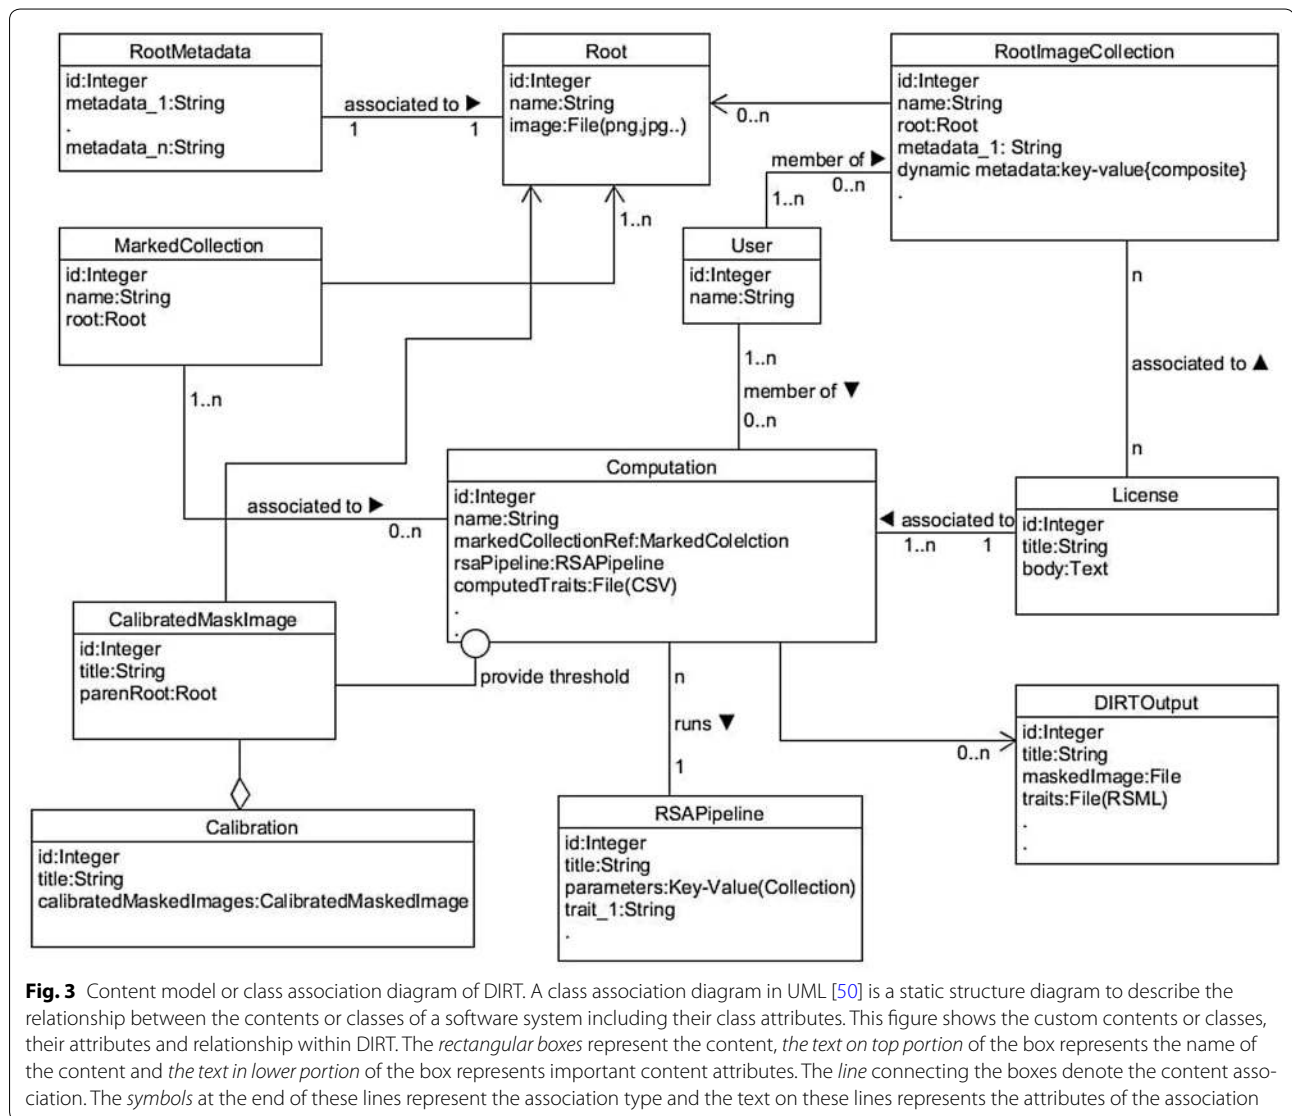 RootMetadata
id:Integer
metadata_1:String
.
metadata_n:String
associated to ▶
1
1
Root
id:Integer
name:String
image:File(png,jpg..)
RootImageCollection
id:Integer
name:String
root:Root
metadata_1: String
dynamic metadata:key-value{composite}
.
0..n
member of ▶
0..n
1..n
1..n
MarkedCollection
id:Integer
name:String
root:Root
User
id:Integer
name:String
n
associated to ▲
n
1..n
1..n
member of ▼
0..n
associated to ▶
0..n
Computation
id:Integer
name:String
markedCollectionRef:MarkedColelction
rsaPipeline:RSAPipeline
computedTraits:File(CSV)
.
.
◀ associated to
1..n
1
License
id:Integer
title:String
body:Text
CalibratedMaskImage
id:Integer
title:String
parenRoot:Root
provide threshold
n
runs ▼
1
0..n
DIRTOutput
id:Integer
title:String
maskedImage:File
traits:File(RSML)
.
.
Calibration
id:Integer
title:String
calibratedMaskedImages:CalibratedMaskedImage
RSAPipeline
id:Integer
title:String
parameters:Key-Value(Collection)
trait_1:String
.
Fig. 3 Content model or class association diagram of DIRT. A class association diagram in UML [50] is a static structure diagram to describe the
relationship between the contents or classes of a software system including their class attributes. This figure shows the custom contents or classes,
their attributes and relationship within DIRT. The rectangular boxes represent the content, the text on top portion of the box represents the name of
the content and the text in lower portion of the box represents important content attributes. The line connecting the boxes denote the content asso-
ciation. The symbols at the end of these lines represent the association type and the text on these lines represents the attributes of the association